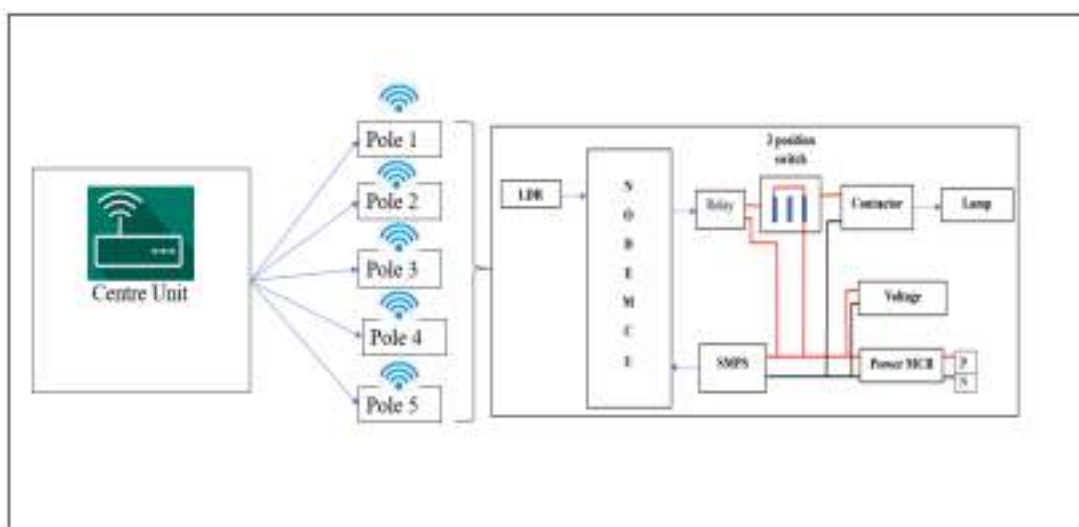 Centre Unit
Pole 1
Pole 2
Pole 3
Pole 4
Pole 5
LDR
N
O
D
E
M
C
U
Relay
3 position
switch
Contactor
Lamp
Voltage
SMPS
Power MCB
P
N